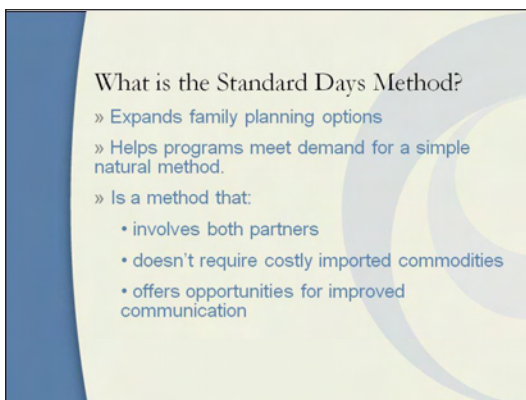 What is the Standard Days Method?
» Expands family planning options
» Helps programs meet demand for a simple
natural method.
» Is a method that:
• involves both partners
• doesn't require costly imported commodities
• offers opportunities for improved
communication